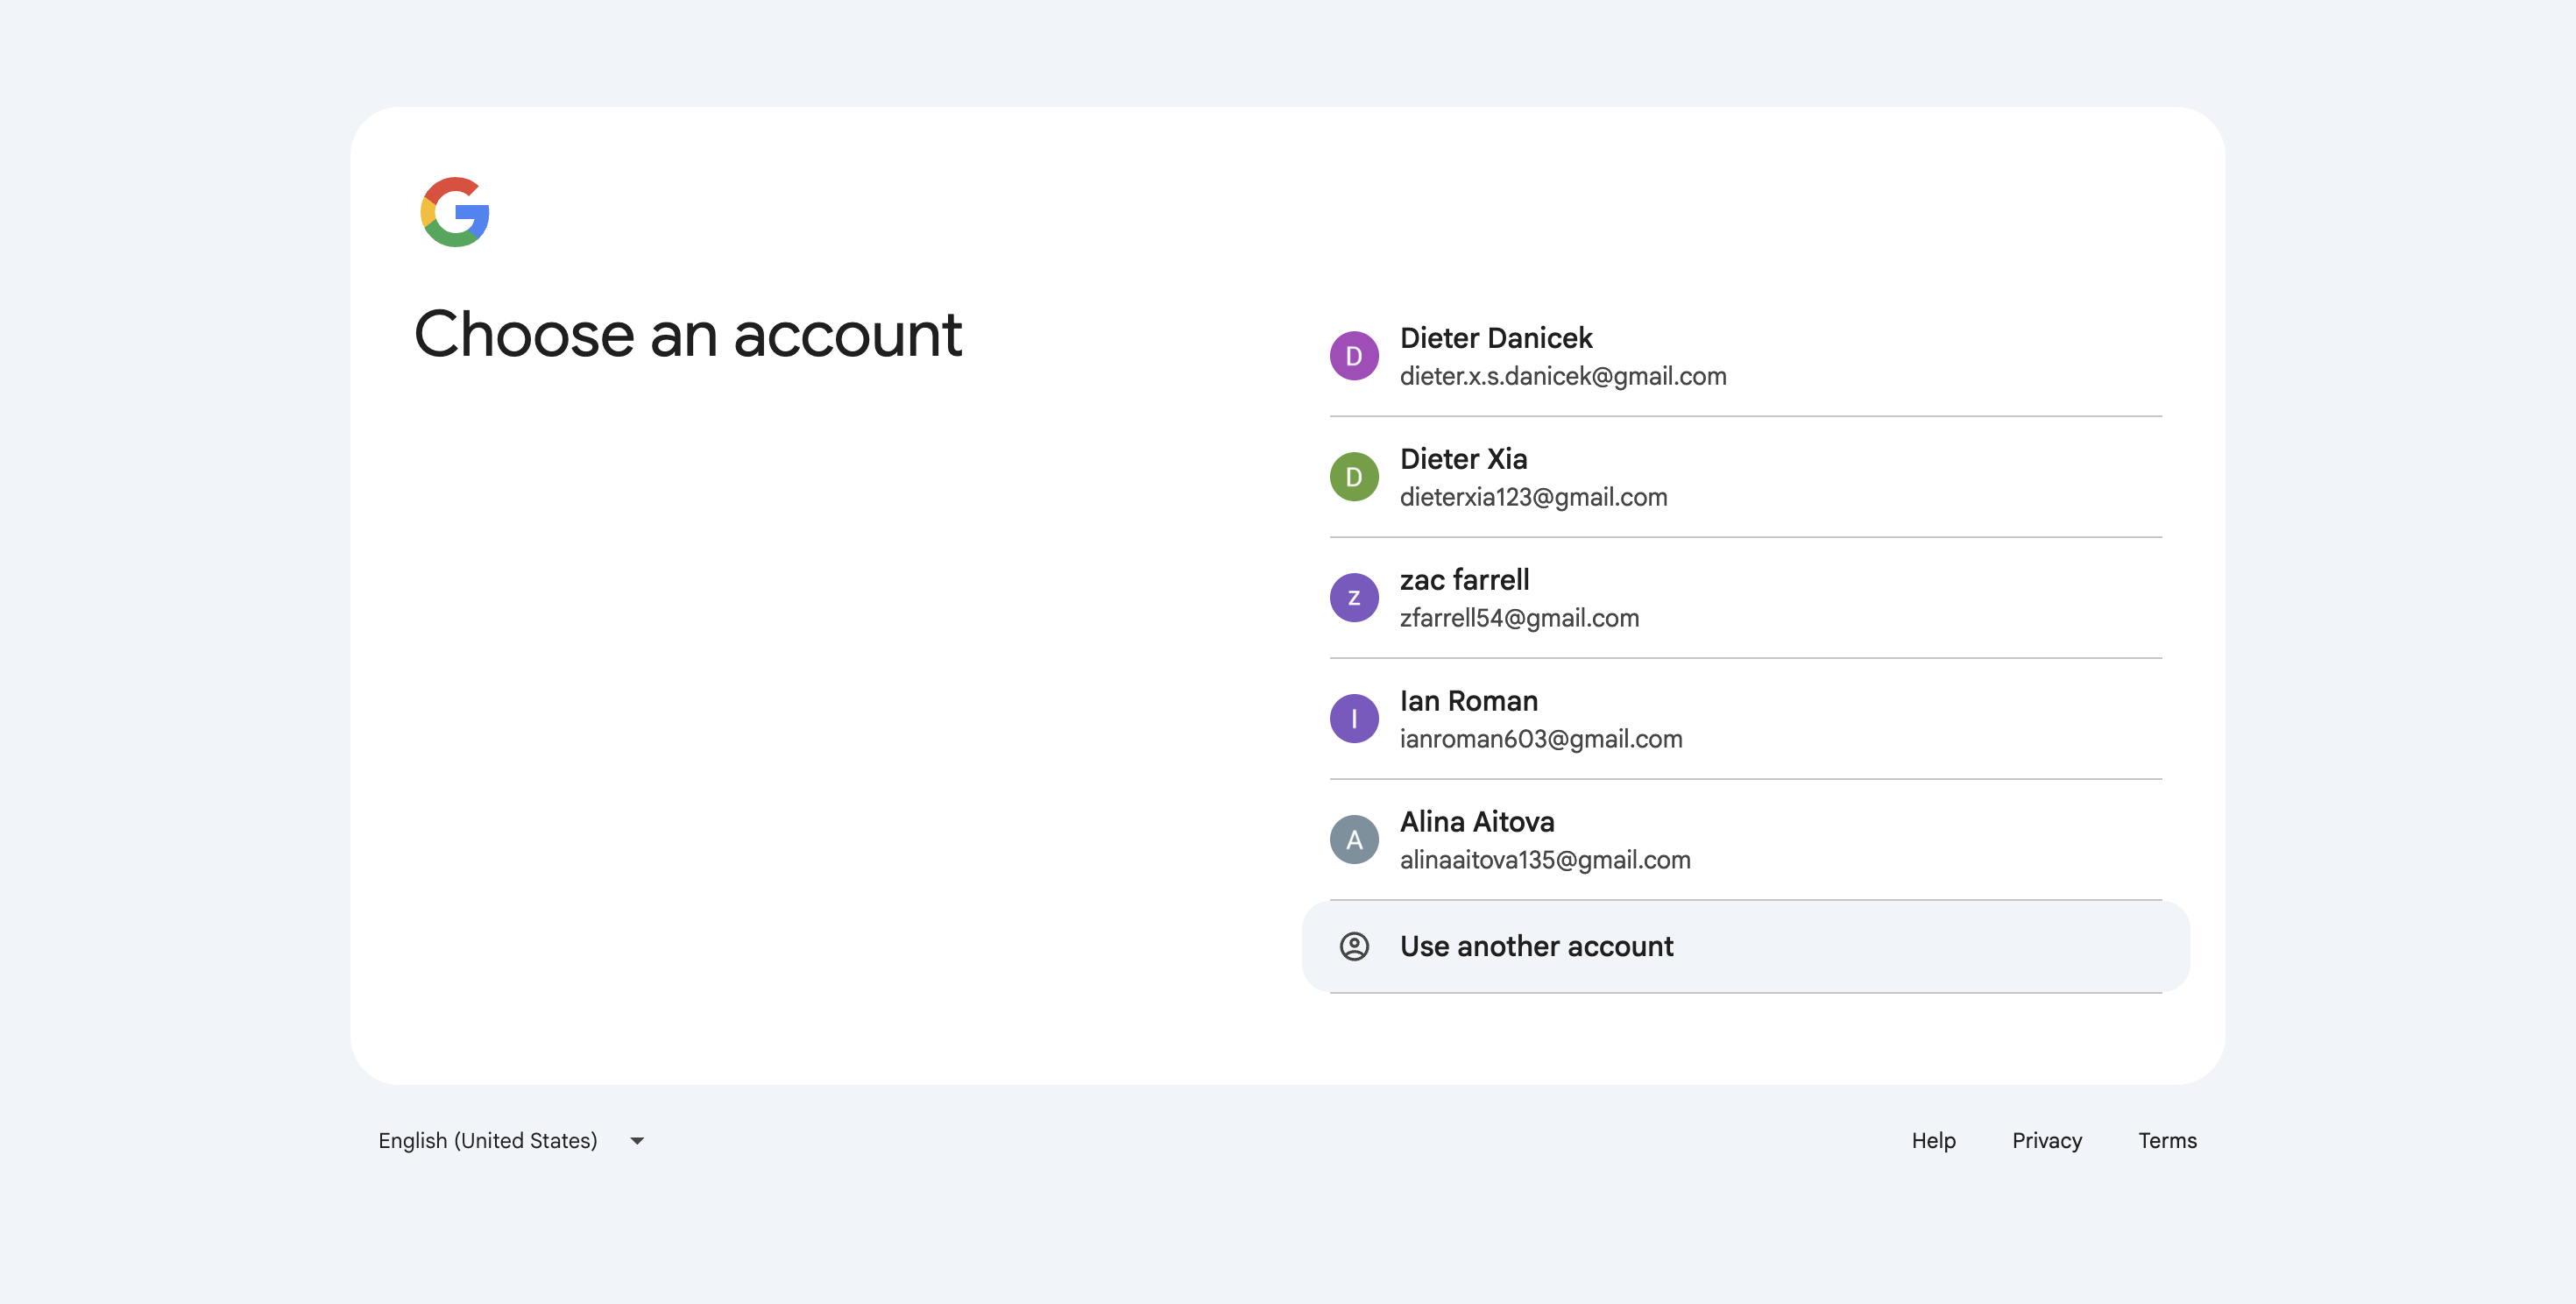 Choose an account
D
Dieter Danicek
dieter.x.s.danicek@gmail.com
D
Dieter Xia
dieterxia123@gmail.com
z
zac farrell
zfarrell54@gmail.com
I
Ian Roman
ianroman603@gmail.com
A
Alina Aitova
alinaaitova135@gmail.com
Use another account
English (United States)
Help Privacy Terms